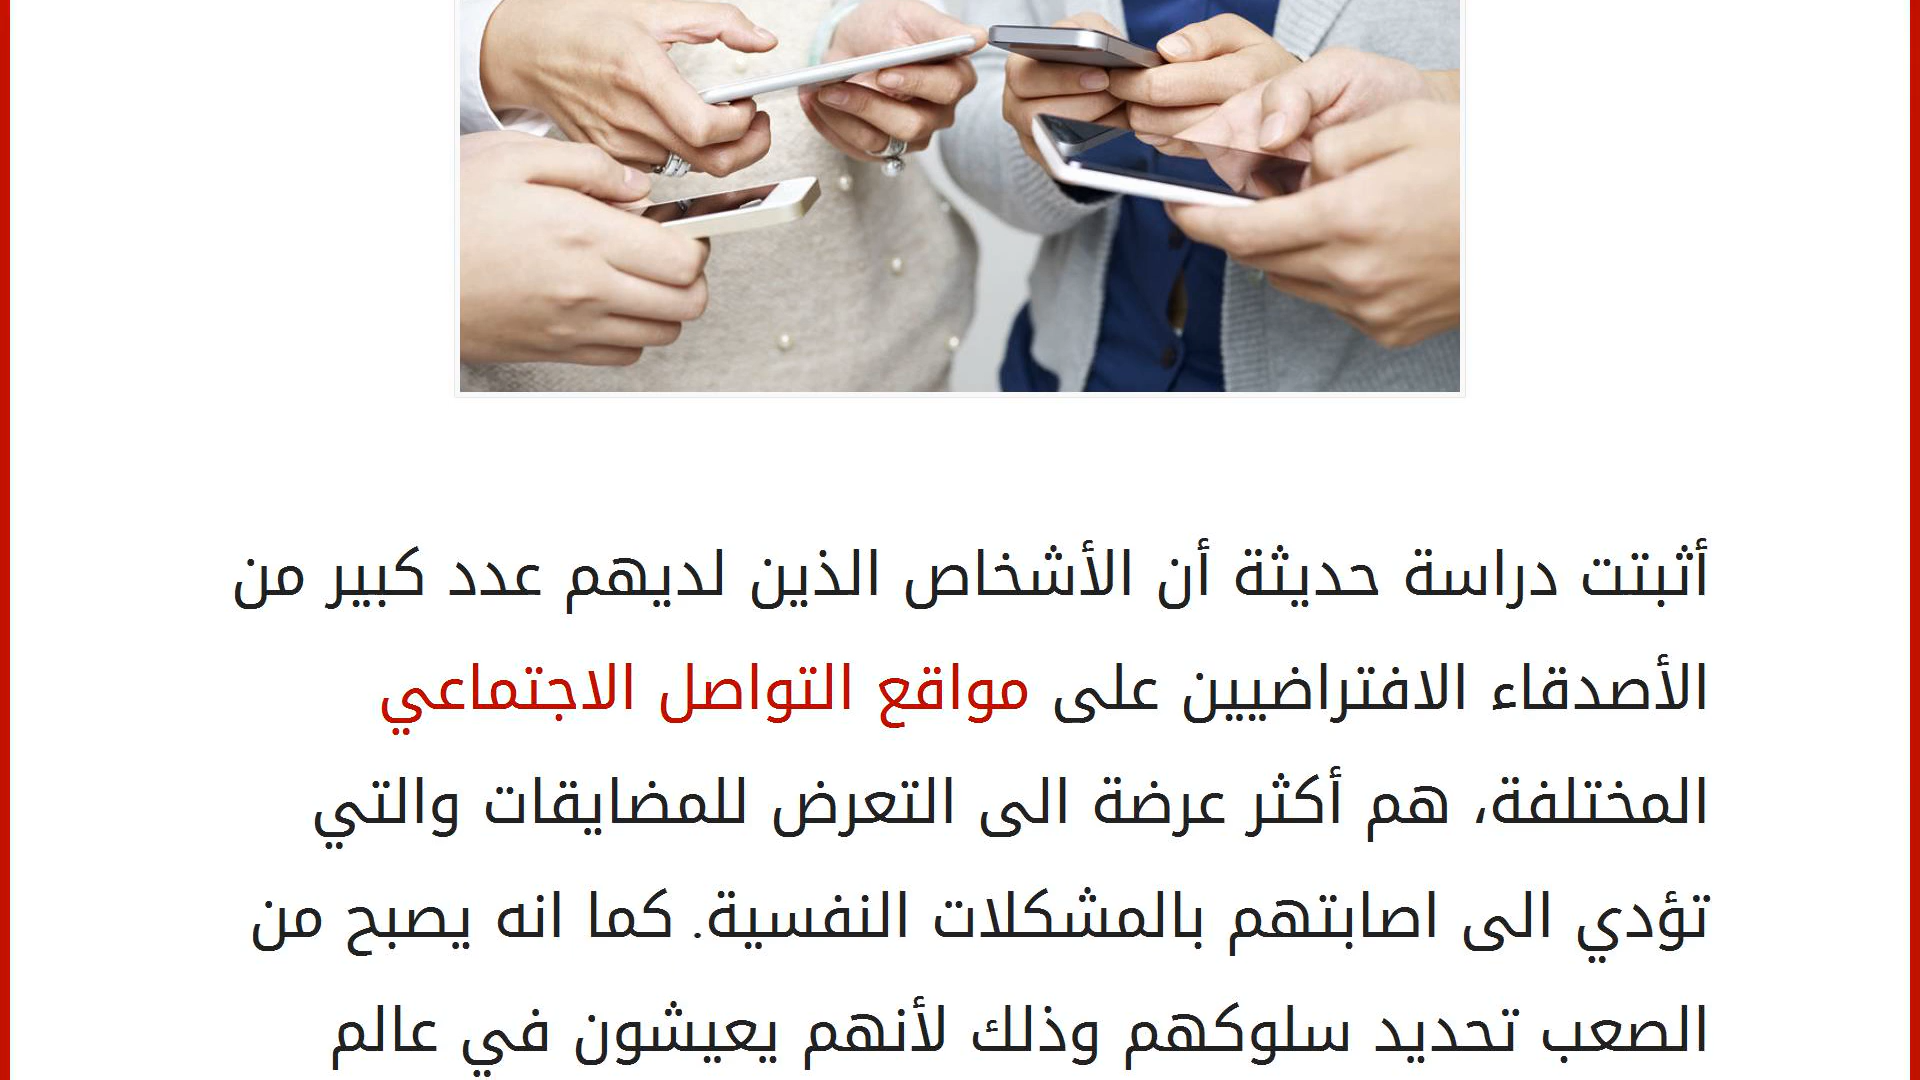 أثبتت دراسة حديثة أن الأشخاص الذين لديهم عدد كبير من
الأصدقاء الافتراضيين على مواقع التواصل الاجتماعي
المختلفة، هم أكثر عرضة الى التعرض للمضايقات والتي
تؤدي الى اصابتهم بالمشكلات النفسية. كما انه يصبح من
الصعب تحديد سلوكهم وذلك لأنهم يعيشون في عالم